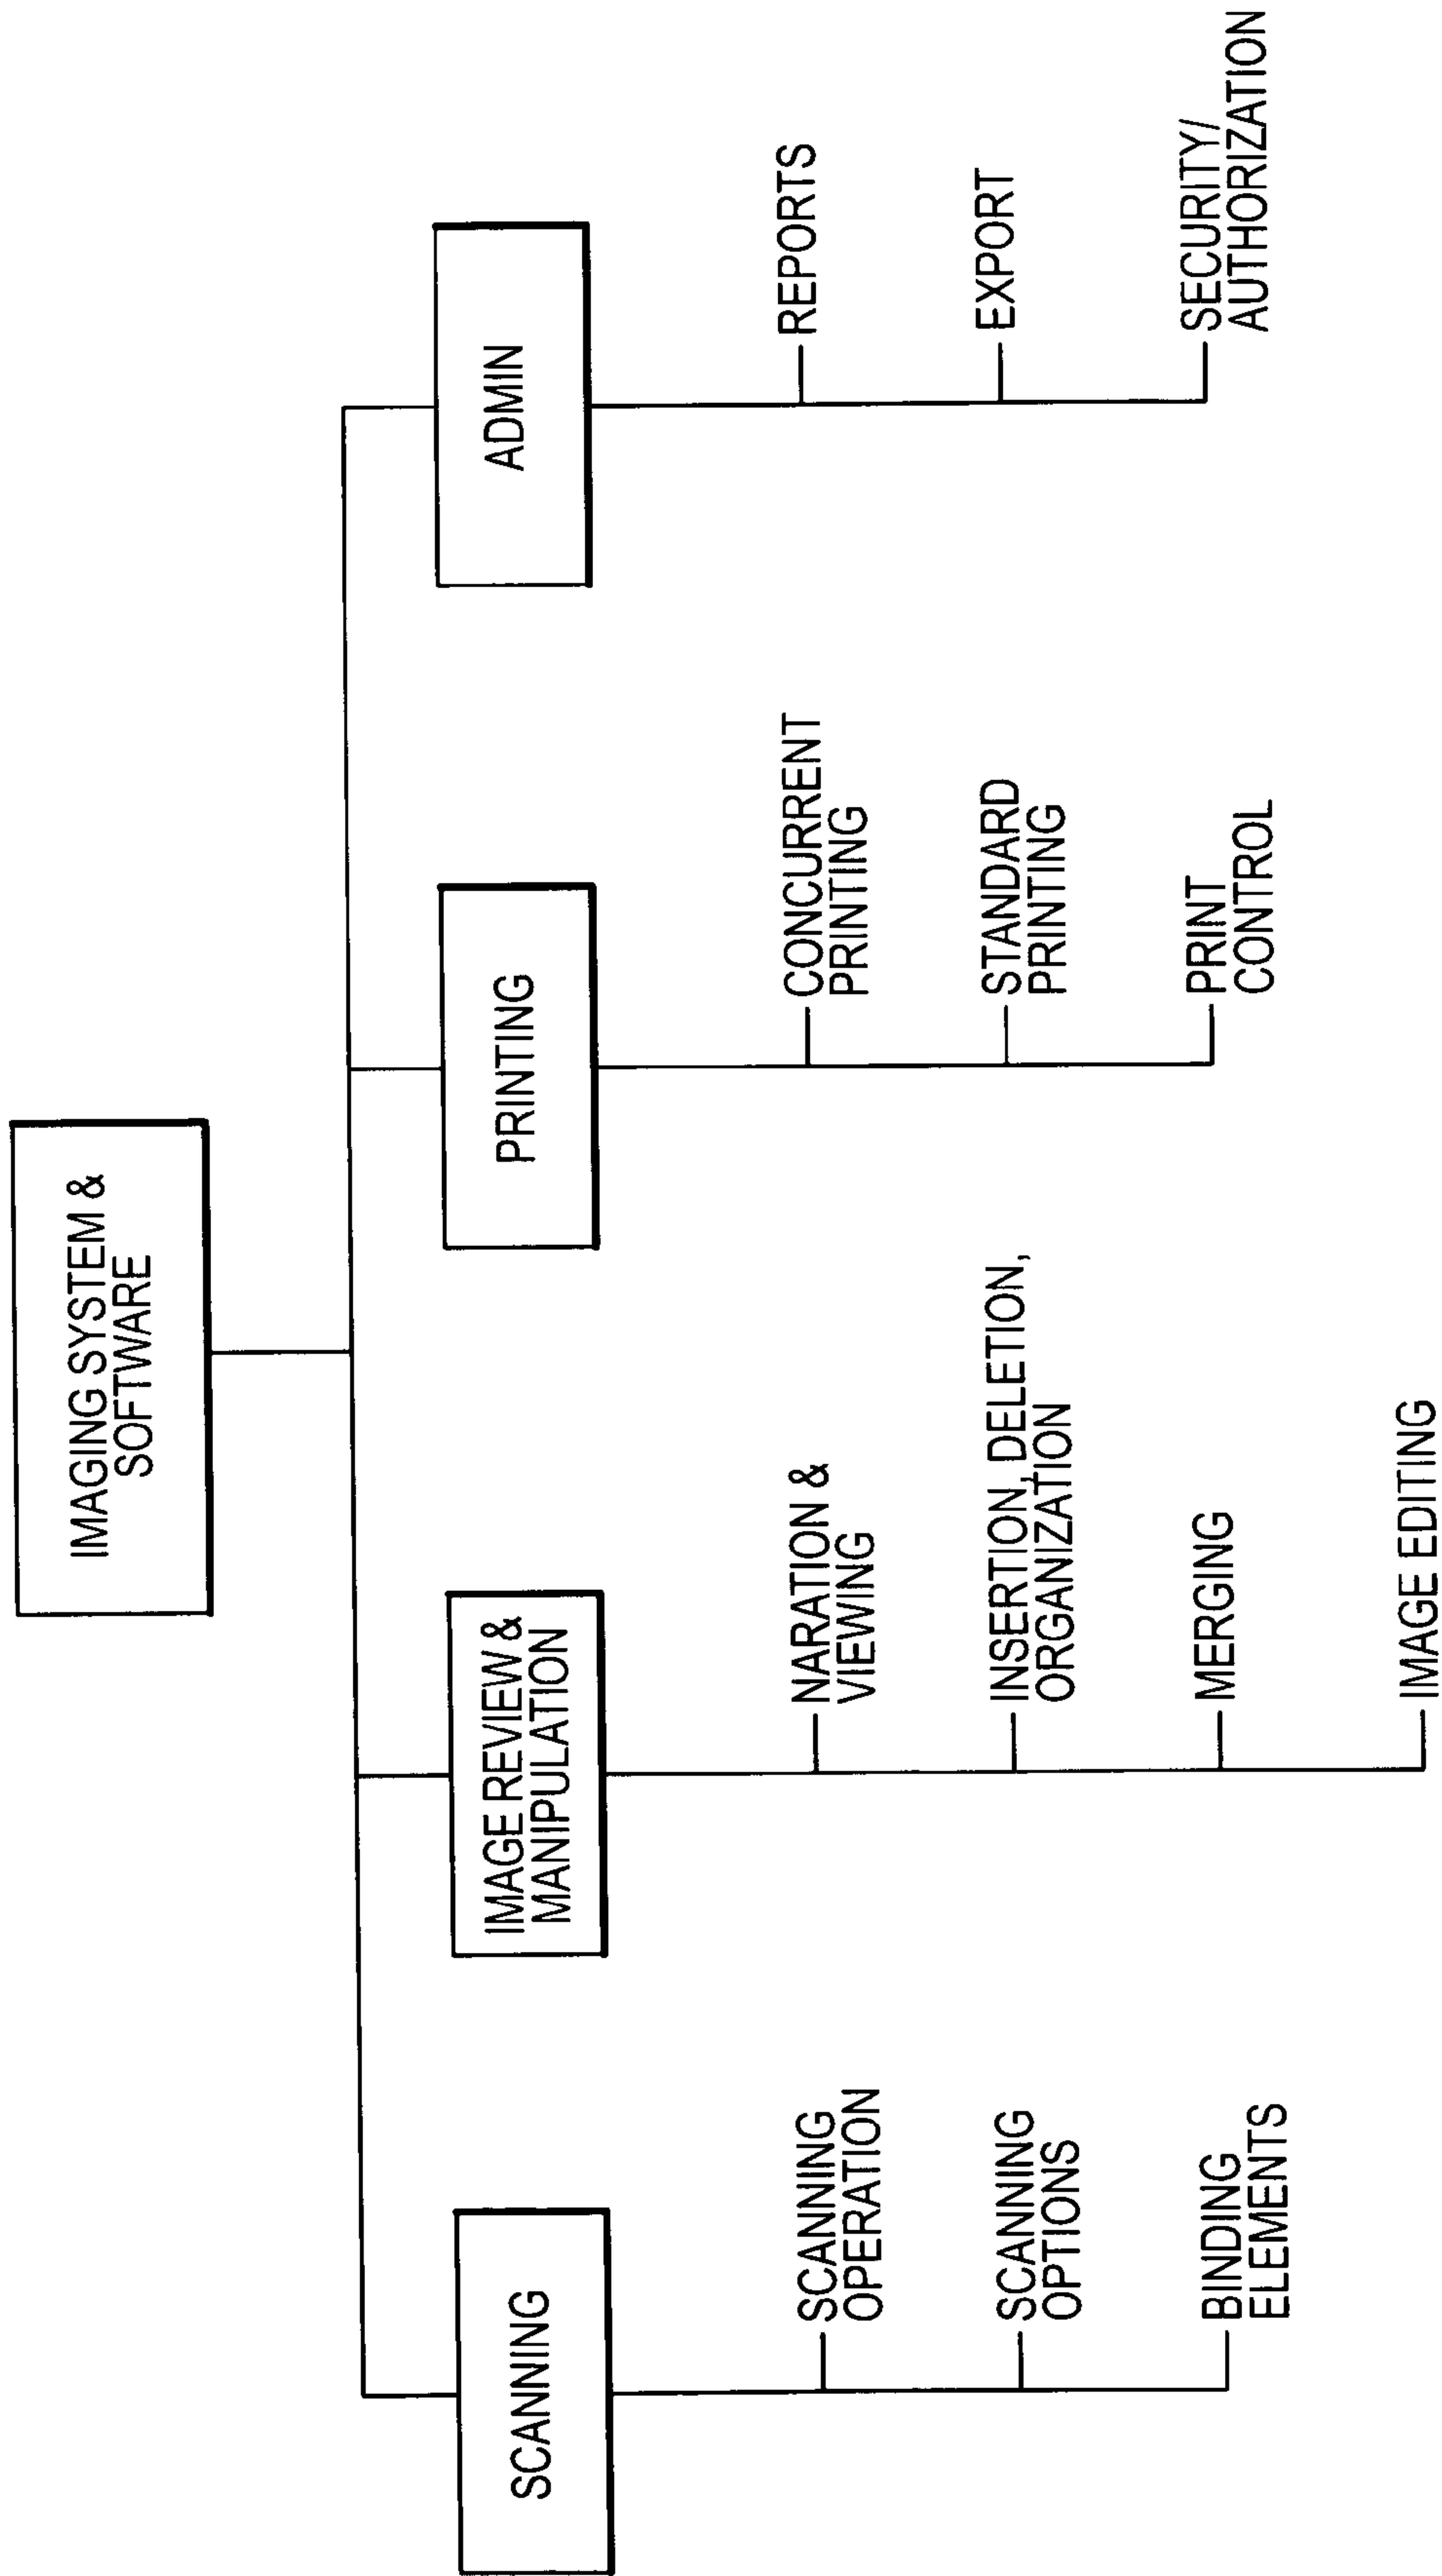 IMAGING SYSTEM &
SOFTWARE
SCANNING
SCANNING
OPERATION
SCANNING
OPTIONS
BINDING
ELEMENTS
IMAGE REVIEW &
MANIPULATION
NARATION &
VIEWING
INSERTION, DELETION,
ORGANIZATION
MERGING
IMAGE EDITING
PRINTING
CONCURRENT
PRINTING
STANDARD
PRINTING
PRINT
CONTROL
ADMIN
REPORTS
EXPORT
SECURITY/
AUTHORIZATION